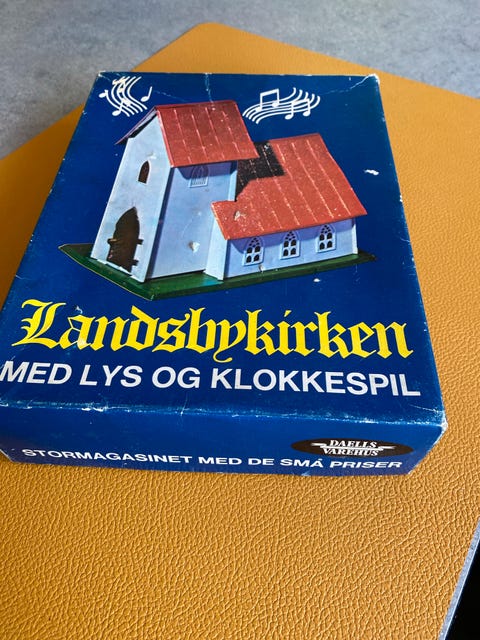 Landsbykirken
MED LYS OG KLOKKESPIL
STORMAGASINET MED DE SMÅ PRISER
DAELLS
VAREHUS